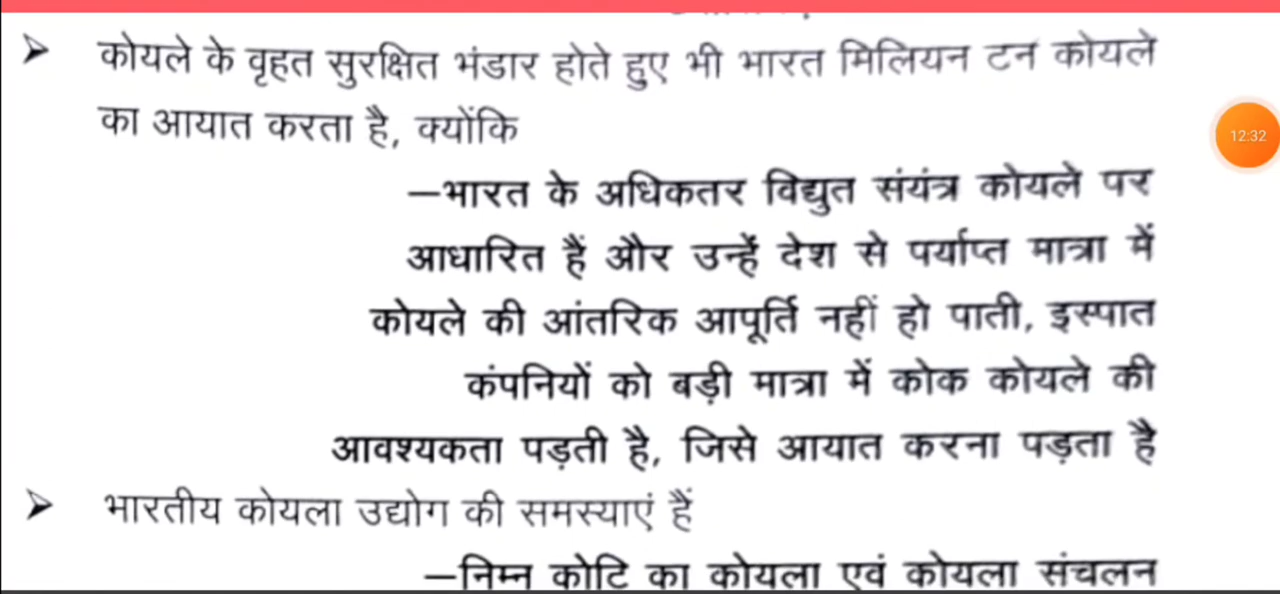 ➤ कोयले के वृहत सुरक्षित भंडार होते हुए भी भारत मिलियन टन कोयले
का आयात करता है, क्योंकि
12:32
–भारत के अधिकतर विद्युत संयंत्र कोयले पर
आधारित हैं और उन्हें देश से पर्याप्त मात्रा में
कोयले की आंतरिक आपूर्ति नहीं हो पाती, इस्पात
कंपनियों को बड़ी मात्रा में कोक कोयले की
आवश्यकता पड़ती है, जिसे आयात करना पड़ता है
➤ भारतीय कोयला उद्योग की समस्याएं हैं
–निम्न कोटि का कोयला एवं कोयला संचलन